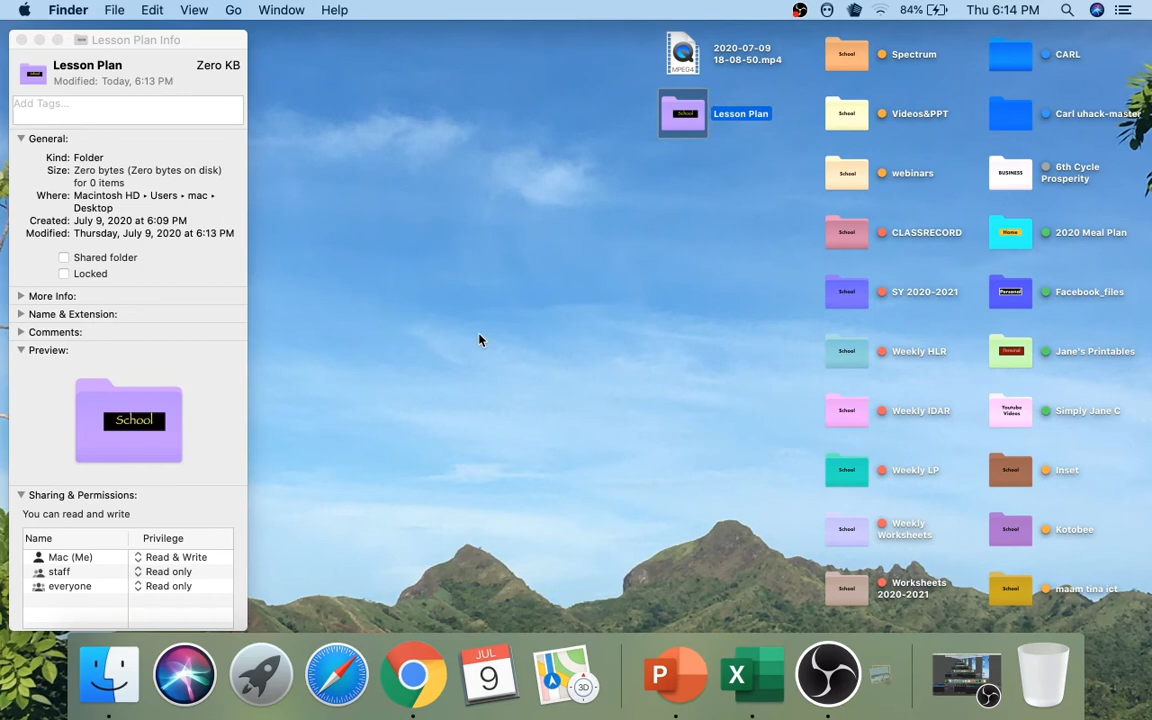 Finder File Edit View Go Window Help
84% Thu 6:14 PM
Lesson Plan Info
Lesson Plan Zero KB
Modified: Today, 6:13 PM
Add Tags...
General:
Kind: Folder
Size: Zero bytes (Zero bytes on disk)
for 0 items
Where: Macintosh HD ‣ Users ‣ mac ‣
Desktop
Created: July 9, 2020 at 6:09 PM
Modified: Thursday, July 9, 2020 at 6:13 PM
Shared folder
Locked
More Info:
Name & Extension:
Comments:
Preview:
School
Sharing & Permissions:
You can read and write
Name Privilege
Mac (Me) Read & Write
staff Read only
everyone Read only
MPEG4
2020-07-09
18-08-50.mp4
School
Lesson Plan
School Spectrum
School Videos&PPT
School webinars
School CLASSRECORD
School SY 2020-2021
School Weekly HLR
School Weekly IDAR
School Weekly LP
School Weekly
Worksheets
School Worksheets
2020-2021
CARL
Carl uhack-master
BUSINESS 6th Cycle
Prosperity
Home 2020 Meal Plan
Personal Facebook_files
Personal Jane's Printables
Youtube
Videos
Simply Jane C
School Inset
School Kotobee
School maam tina ict
JUL
9
3D
P
X